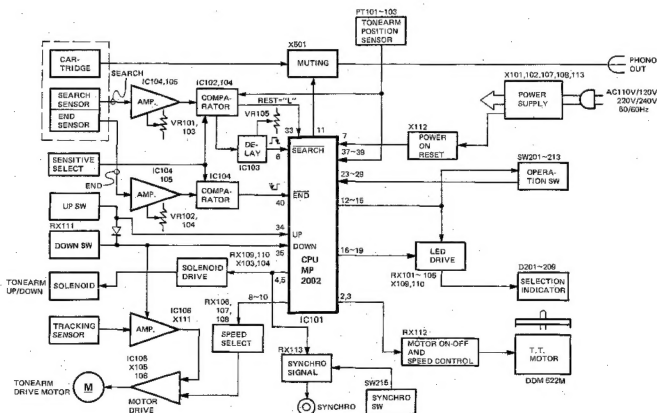 PT101~103
TONEARM
POSITION
SENSOR
CAR-
TRIDGE
X601
MUTING
PHONO
OUT
SEARCH
IC104,105
IC102,104
X101,102,107,108,113
SEARCH
SENSOR
END
SENSOR
AMP.
COMPA-
RATOR
REST="L"
POWER
SUPPLY
AC110V/120V
220V/240V
50/60Hz
VR101,
103
VR105
33
11
7
X112
POWER
ON
RESET
DE-
LAY
IC103
6
SEARCH
37~39
SW201~213
SENSITIVE
SELECT
IC104
23~29
OPERA-
TION SW
END
IC104
105
AMP.
COMPA-
RATOR
40
END
12~15
UP SW
VR102,
104
34
UP
RX111
DOWN SW
35
DOWN
16~19
LED
DRIVE
CPU
MP
2002
RX109,110
X103,104
RX101~105
X109,110
D201~209
TONEARM
UP/DOWN
SOLENOID
SOLENOID
DRIVE
4,5
SELECTION
INDICATOR
IC106
X111
RX106,
107,
108
8~10
IC101
2,3
TRACKING
SENSOR
AMP.
SPEED
SELECT
RX112
MOTOR ON-OFF
AND
SPEED CONTROL
T.T.
MOTOR
RX113
SYNCHRO
SIGNAL
IC105
X105
106
DDM 622M
TONEARM
DRIVE MOTOR
M
MOTOR
DRIVE
SW215
SYNCHRO
SW
SYNCHRO